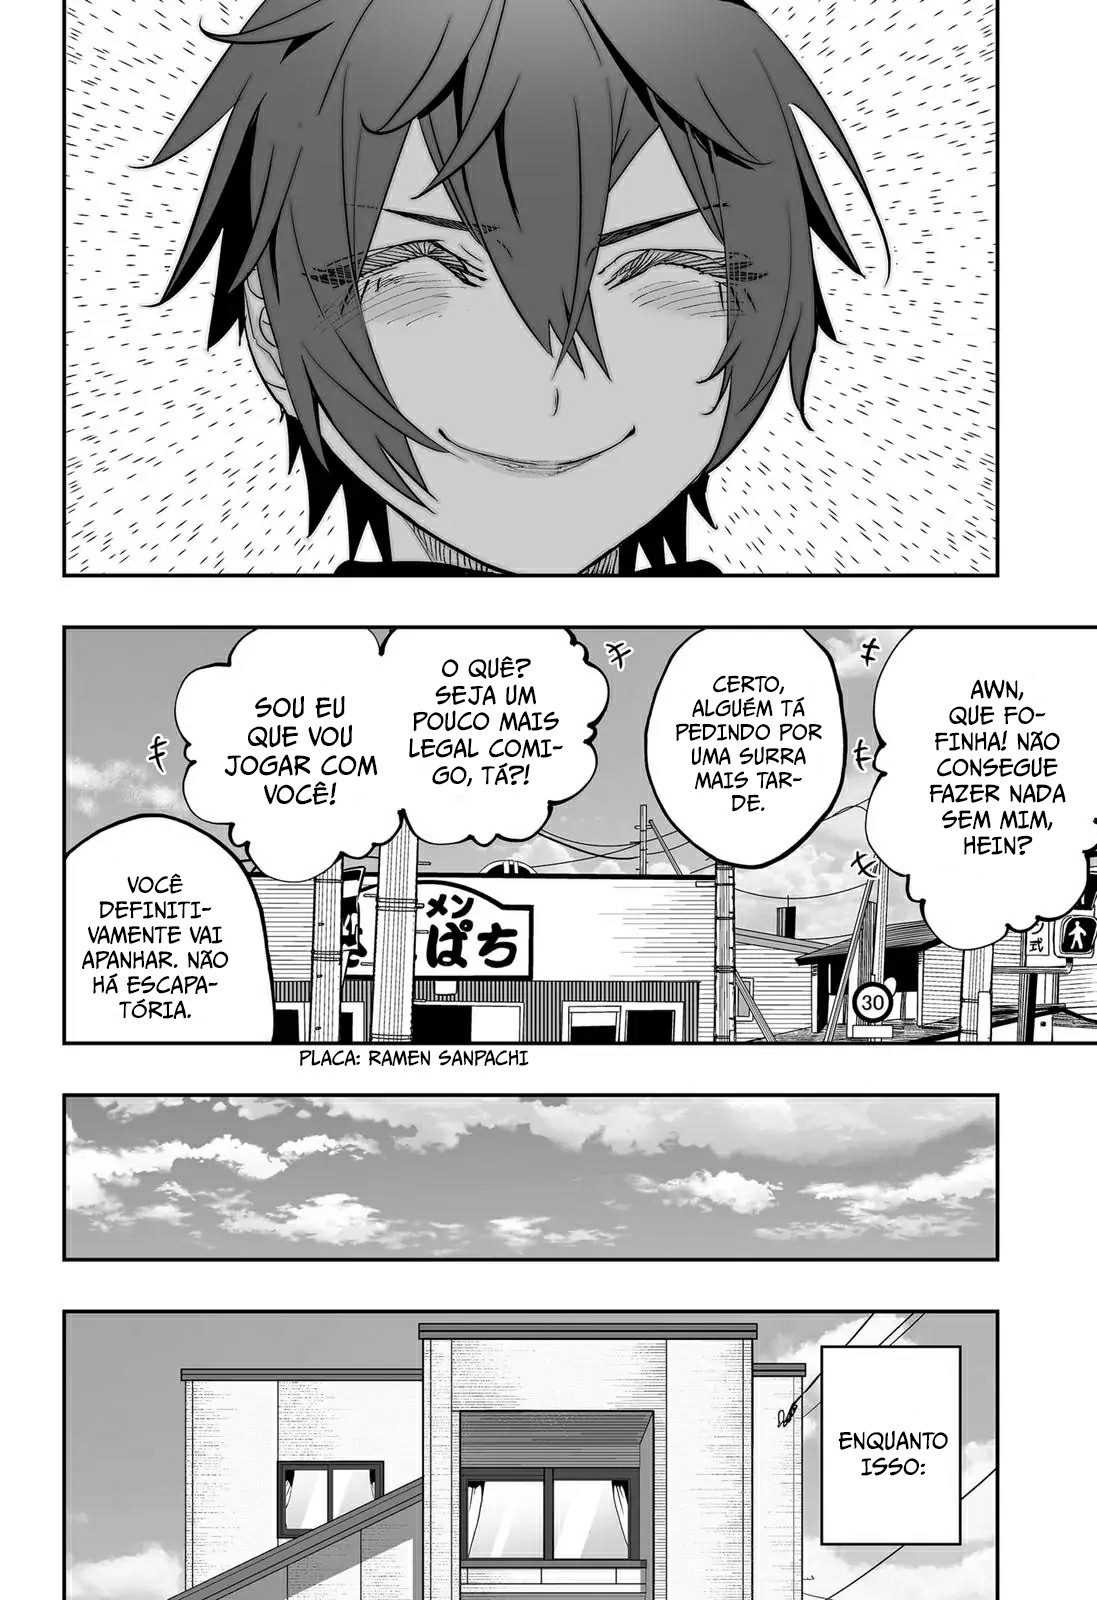 AWN,
QUE FO-
FINHA! NÃO
CONSEGUE
FAZER NADA
SEM MIM,
HEIN?
CERTO,
ALGUÉM TÁ
PEDINDO POR
UMA SURRA
MAIS TAR-
DE.
O QUÊ?
SEJA UM
POUCO MAIS
LEGAL COMI-
GO, TÁ?!
SOU EU
QUE VOU
JOGAR COM
VOCÊ!
VOCÊ
DEFINITI-
VAMENTE VAI
APANHAR. NÃO
HÁ ESCAPA-
TÓRIA.
メン
ぱち
式
30
PLACA: RAMEN SANPACHI
ENQUANTO
ISSO: